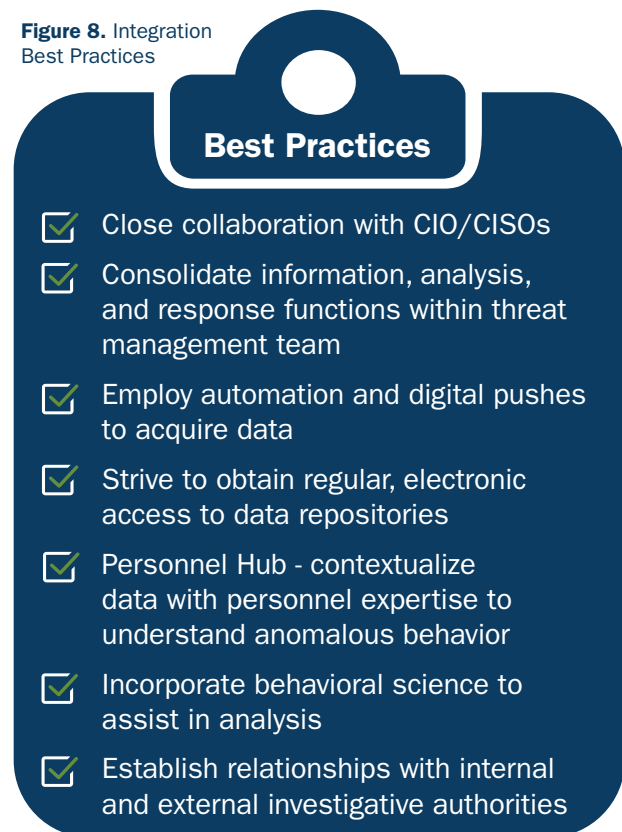 Figure 8. Integration
Best Practices
Best Practices
Close collaboration with CIO/CISOs
Consolidate information, analysis,
and response functions within threat
management team
Employ automation and digital pushes
to acquire data
Strive to obtain regular, electronic
access to data repositories
Personnel Hub - contextualize
data with personnel expertise to
understand anomalous behavior
Incorporate behavioral science to
assist in analysis
Establish relationships with internal
and external investigative authorities